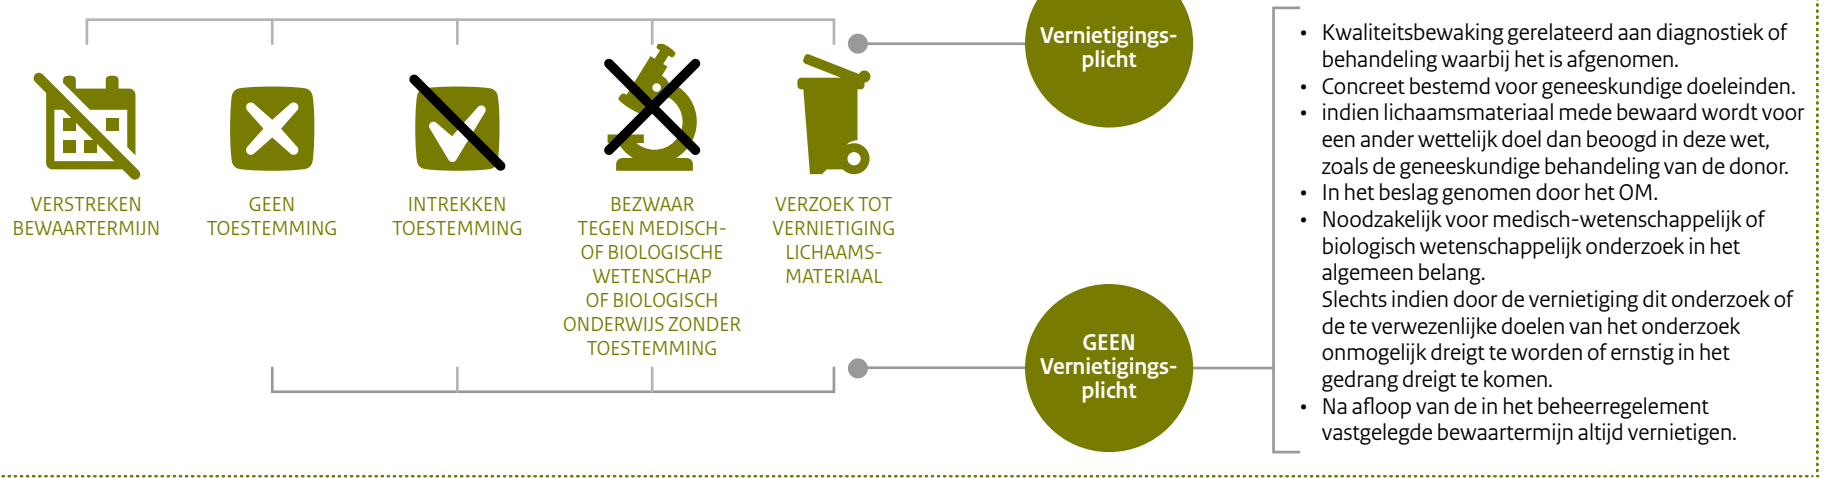 Vernietigings-
plicht
VERSTREKEN
BEWAARTERMIJN
GEEN
TOESTEMMING
INTREKKEN
TOESTEMMING
BEZWAAR
TEGEN MEDISCH-
OF BIOLOGISCHE
WETENSCHAP
OF BIOLOGISCH
ONDERWIJS ZONDER
TOESTEMMING
VERZOEK TOT
VERNIETIGING
LICHAAMS-
MATERIAAL
GEEN
Vernietigings-
plicht
• Kwaliteitsbewaking gerelateerd aan diagnostiek of
behandeling waarbij het is afgenomen.
• Concreet bestemd voor geneeskundige doeleinden.
• indien lichaamsmateriaal mede bewaard wordt voor
een ander wettelijk doel dan beoogd in deze wet,
zoals de geneeskundige behandeling van de donor.
• In het beslag genomen door het OM.
• Noodzakelijk voor medisch-wetenschappelijk of
biologisch wetenschappelijk onderzoek in het
algemeen belang.
Slechts indien door de vernietiging dit onderzoek of
de te verwezenlijke doelen van het onderzoek
onmogelijk dreigt te worden of ernstig in het
gedrang dreigt te komen.
• Na afloop van de in het beheerregelement
vastgelegde bewaartermijn altijd vernietigen.